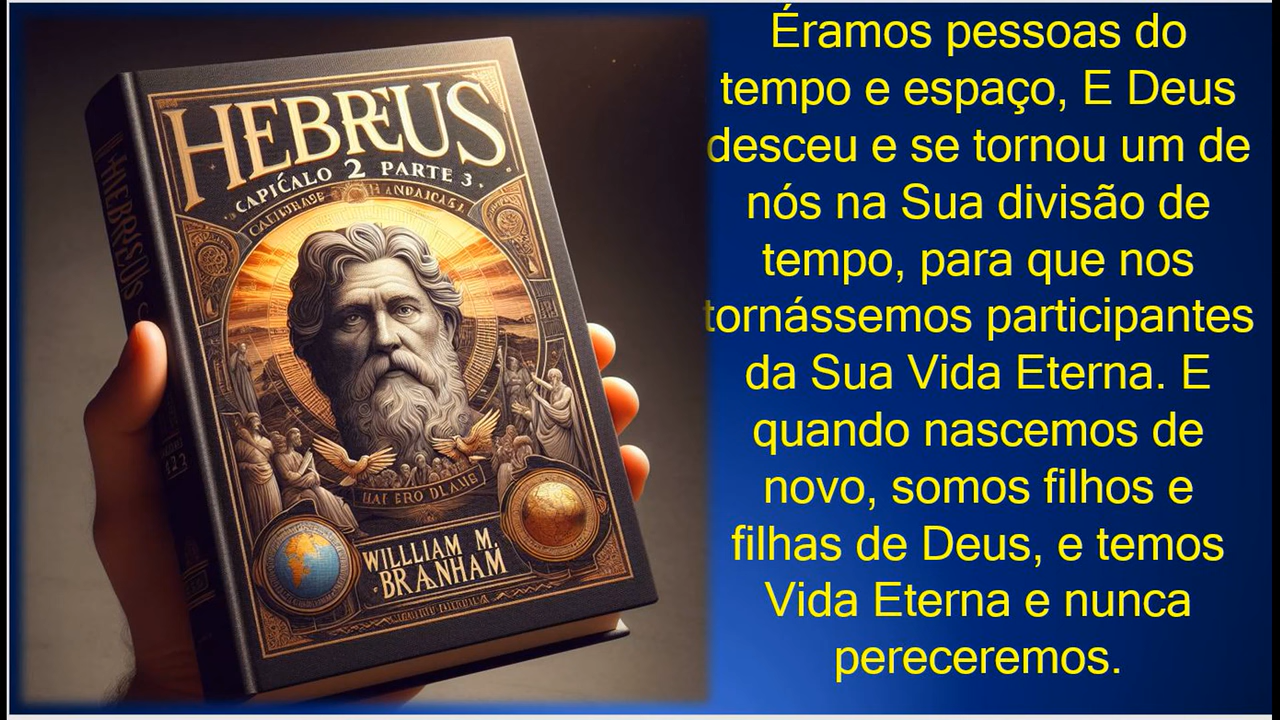 HEBREUS
CAPIĆALO 2 PARTE 3
WILLIAM M.
BRANHAM
Éramos pessoas do
tempo e espaço, E Deus
desceu e se tornou um de
nós na Sua divisão de
tempo, para que nos
tornássemos participantes
da Sua Vida Eterna. E
quando nascemos de
novo, somos filhos e
filhas de Deus, e temos
Vida Eterna e nunca
pereceremos.